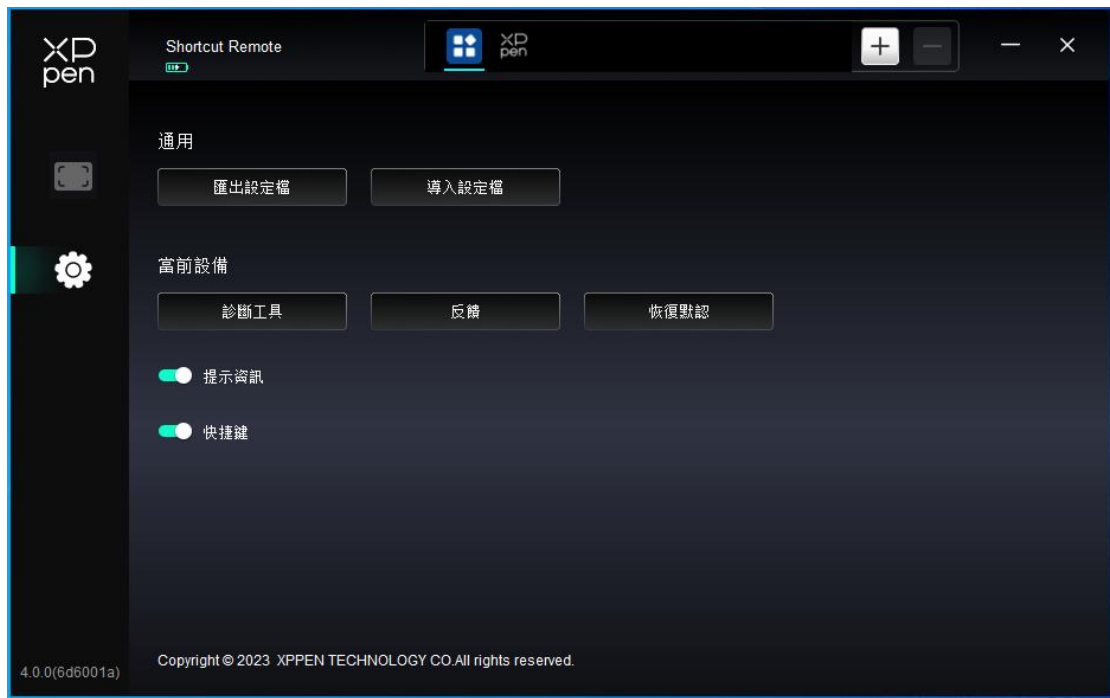 XP
pen
Shortcut Remote
XP
pen
通用
匯出設定檔
導入設定檔
當前設備
診斷工具
反饋
恢復默認
提示資訊
快捷鍵
4.0.0(6d6001a)
Copyright © 2023 XPPEN TECHNOLOGY CO.All rights reserved.